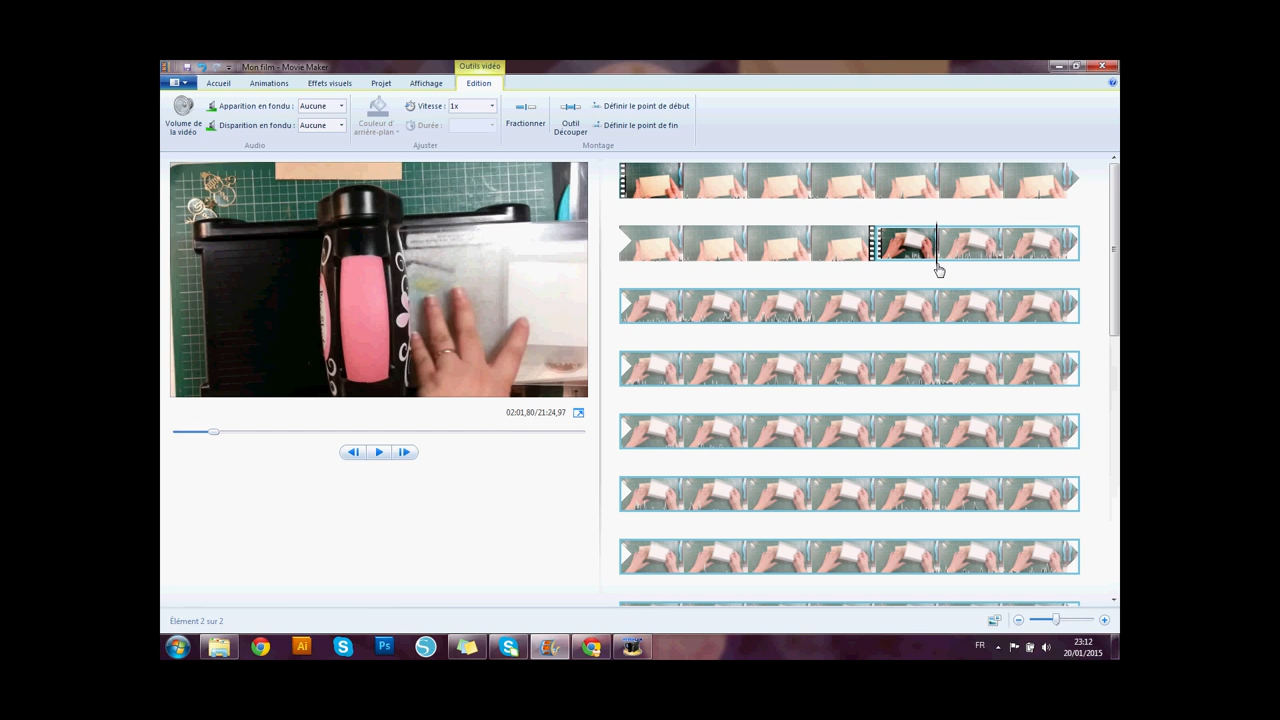 Mon film - Movie Maker
Outils vidéo
Accueil Animations Effets visuels Projet Affichage Edition
Volume de la vidéo
Apparition en fondu : Aucune
Disparition en fondu : Aucune
Audio
Couleur d'arrière-plan
Vitesse : 1x
Durée :
Ajuster
Fractionner
Outil Découper
Définir le point de début
Définir le point de fin
Montage
02:01,80/21:24,97
Élément 2 sur 2
Ai
S
Ps
S
S
FR
23:12
20/01/2015